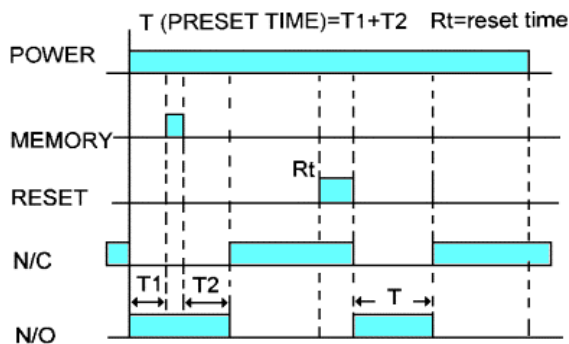 T (PRESET TIME)=T1+T2 Rt=reset time
POWER
MEMORY
Rt
RESET
N/C
T1 T2 T
N/O